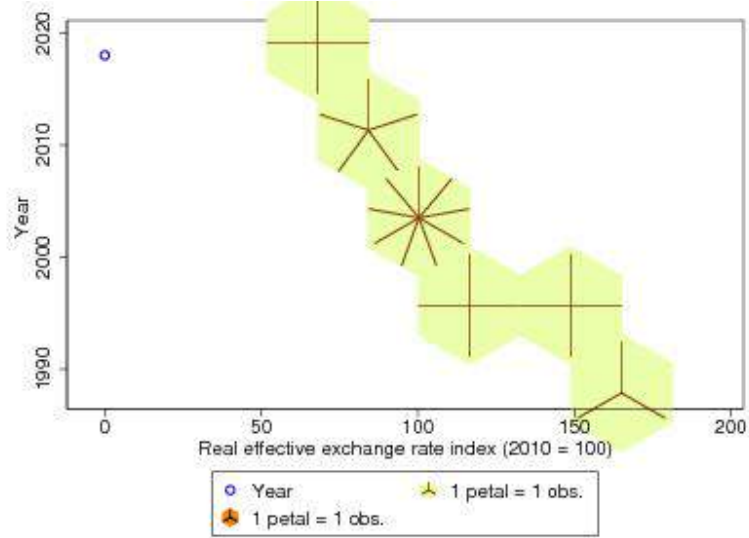 2020
2010
2000
1990
Year
0 50 100 150 200
Real effective exchange rate index (2010 = 100)
Year 1 petal = 1 obs.
1 petal = 1 obs.